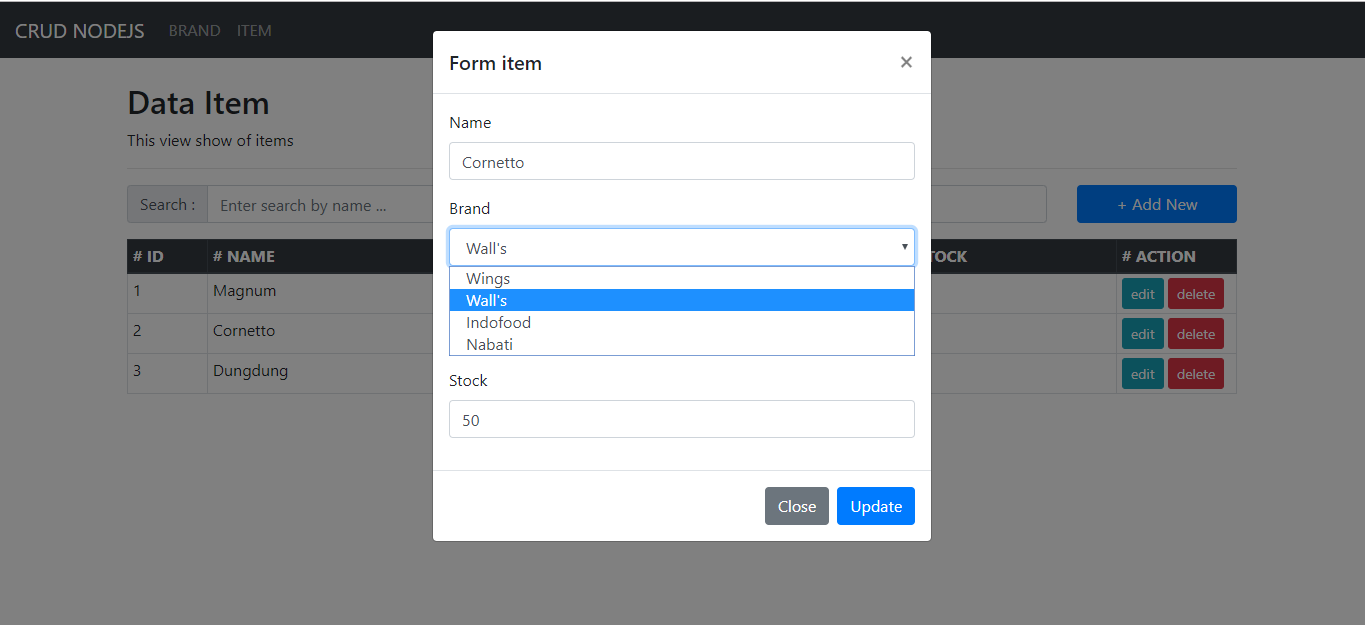 CRUD NODEJS BRAND ITEM
Data Item
This view show of items
Search : Enter search by name ... + Add New
# ID # NAME TOCK # ACTION
1 Magnum edit delete
2 Cornetto edit delete
3 Dungdung edit delete
Form item ×
Name
Cornetto
Brand
Wall's
Wings
Wall's
Indofood
Nabati
Stock
50
Close Update